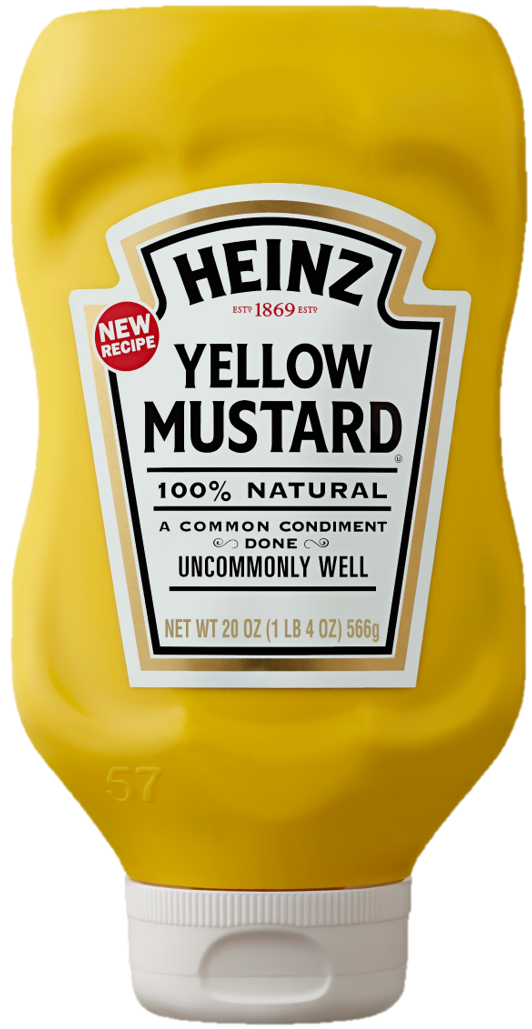 HEINZ
ESTD 1869 ESTD
NEW
RECIPE
YELLOW
MUSTARD
100% NATURAL
A COMMON CONDIMENT
DONE
UNCOMMONLY WELL
NET WT 20 OZ (1 LB 4 OZ) 566g
57